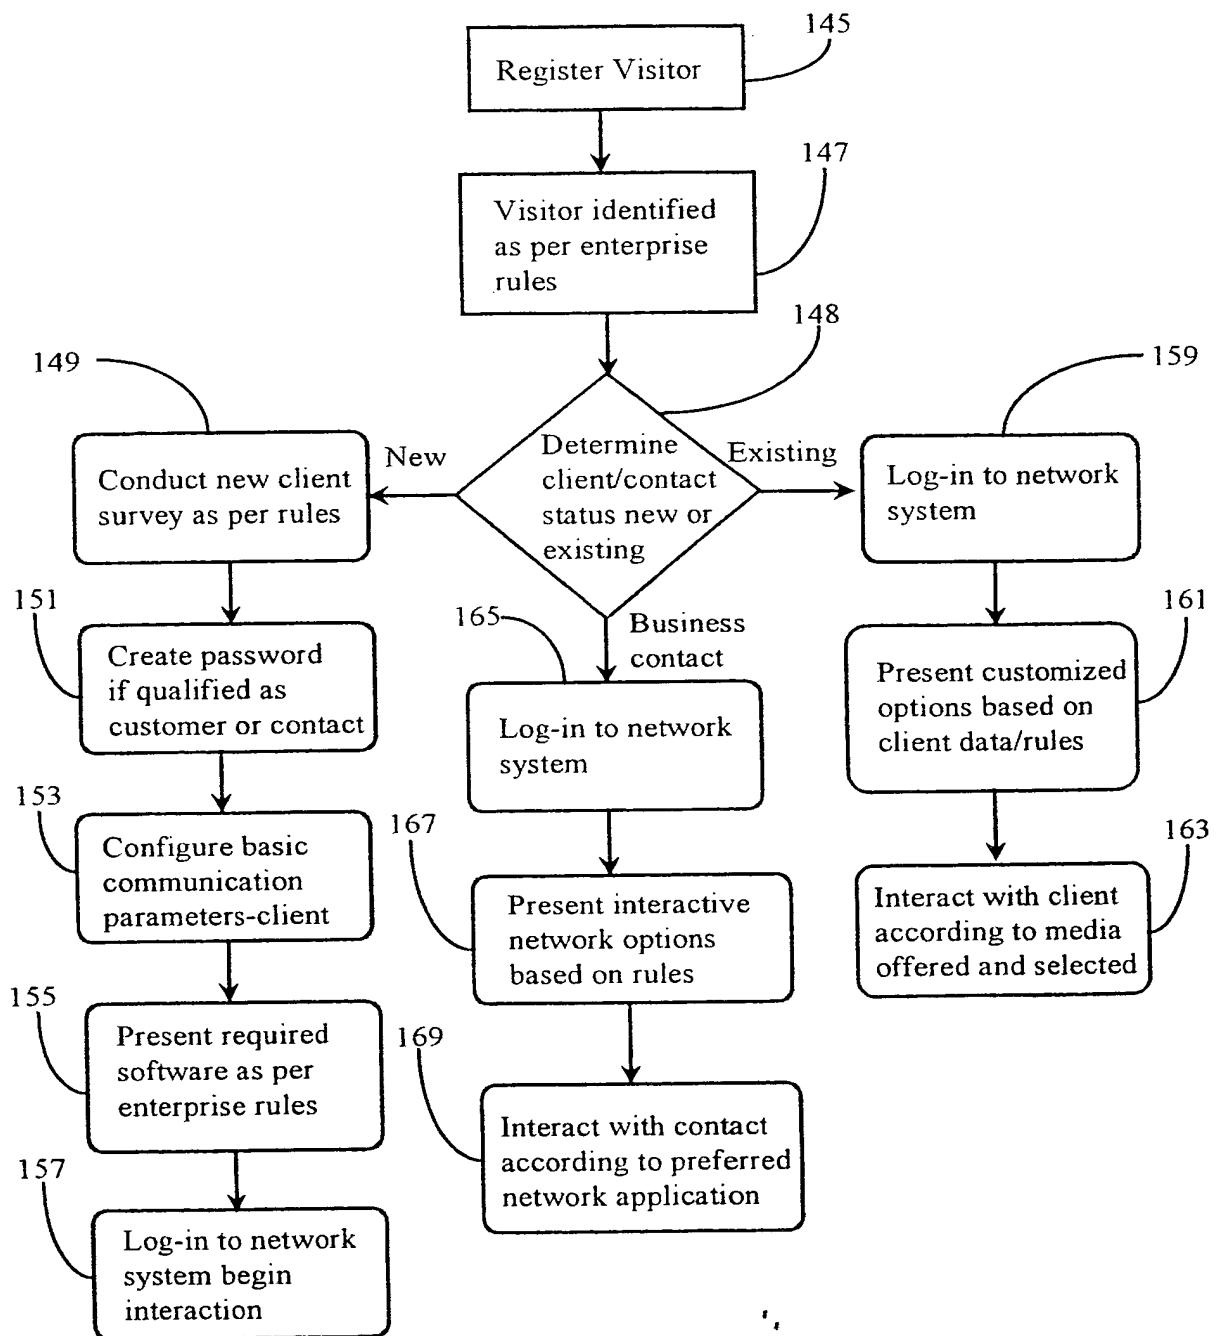 145
Register Visitor
147
Visitor identified
as per enterprise
rules
148
149
159
New
Determine
client/contact
status new or
existing
Existing
Conduct new client
survey as per rules
Log-in to network
system
151
165
Business
contact
161
Create password
if qualified as
customer or contact
Log-in to network
system
Present customized
options based on
client data/rules
153
167
163
Configure basic
communication
parameters-client
Present interactive
network options
based on rules
Interact with client
according to media
offered and selected
155
169
Present required
software as per
enterprise rules
Interact with contact
according to preferred
network application
157
Log-in to network
system begin
interaction